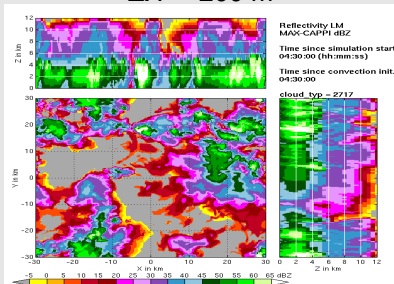 Reflectivity LM
MAX-CAPPI dBZ
Time since simulation start
04:30:00 (hh:mm:ss)
Time since convection init.
04:30:00
cloud_typ = 2717
12
10
8
6
4
2
0
Z in km
30
20
10
0
-10
-20
-30
Y in km
-30 -20 -10 0 10 20 30
X in km
0 2 4 6 8 10 12
Z in km
-5 0 5 10 15 20 25 30 35 40 45 50 55 60 65 dBZ